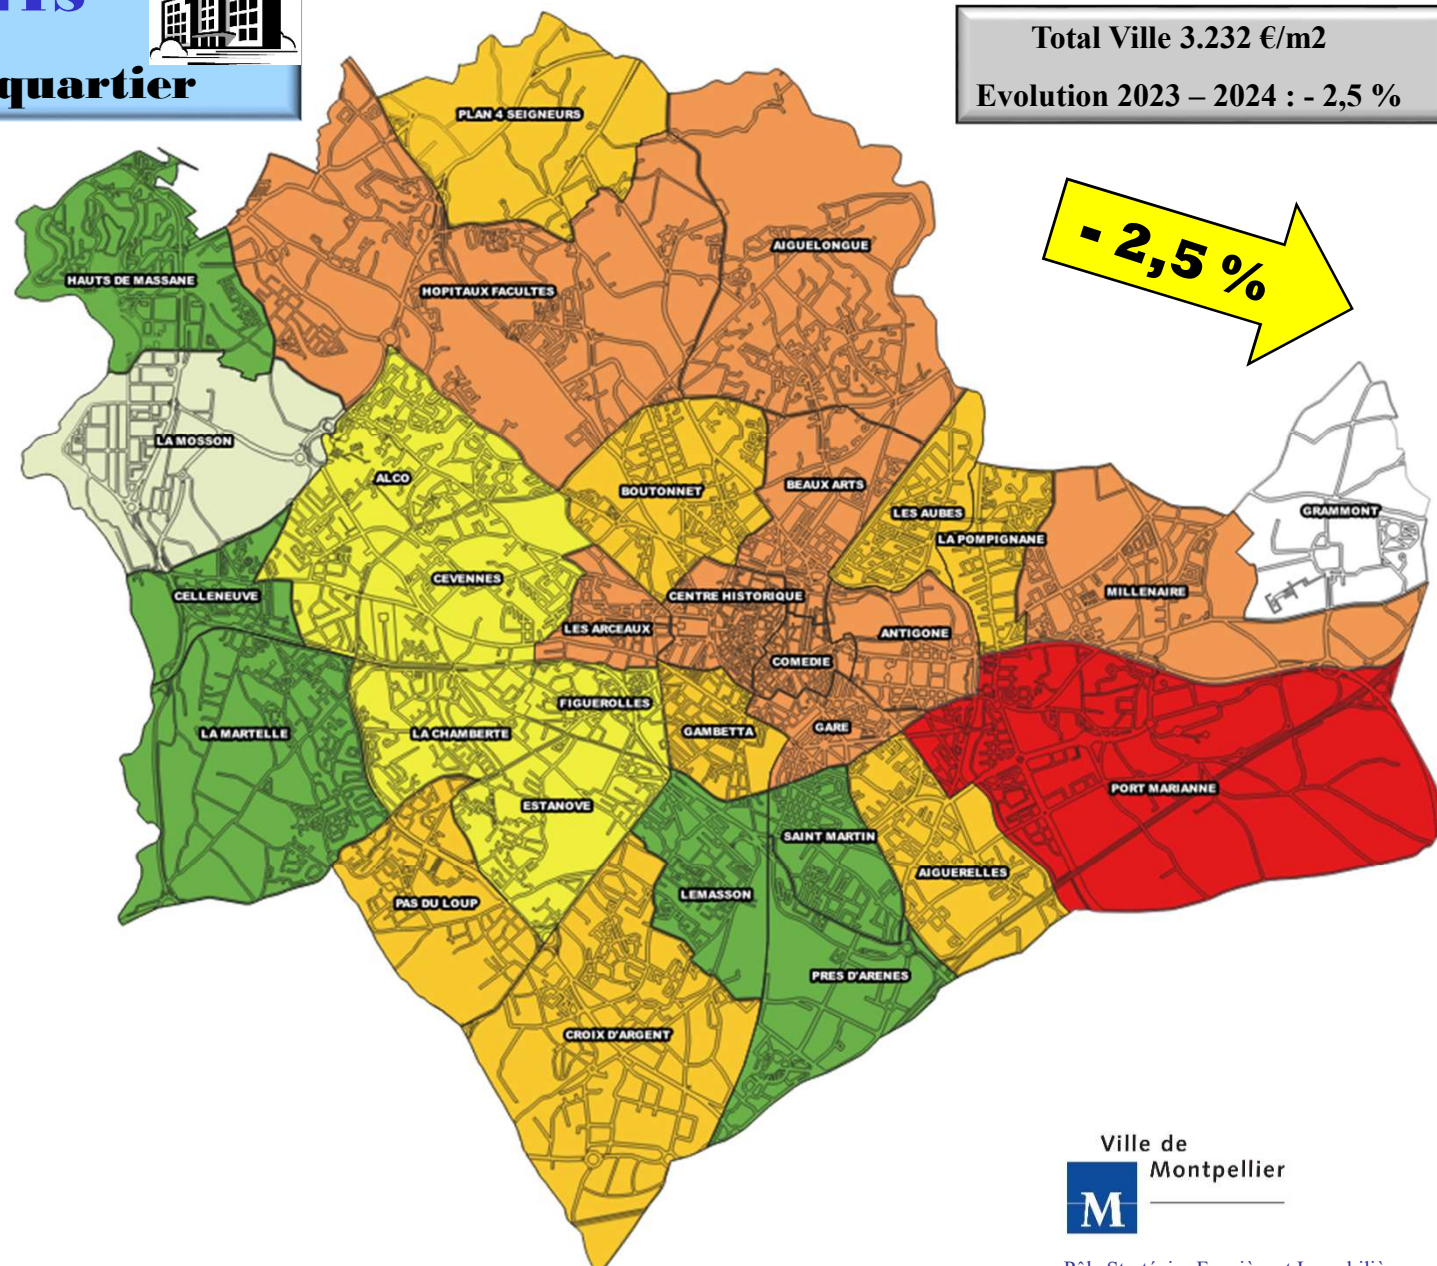 quartier
Total Ville 3.232 €/m2
Evolution 2023 – 2024 : - 2,5 %
- 2,5 %
PLAN 4 SEIGNEURS
AIGUELONGUE
HAUTS DE MASSANE
HOPITAUX FACULTES
LA MOSSON
ALCO
BOUTONNET
BEAUX ARTS
LES AUBES
GRAMMONT
LA POMPIGNANE
CEVENNES
CELLENEUVE
CENTRE HISTORIQUE
MILLENAIRE
LES ARCEAUX
ANTIGONE
COMEDIE
FIGUEROLLES
LA MARTELLE
LA CHAMBERTE
GAMBETTA
GARE
PORT MARIANNE
ESTANOVE
SAINT MARTIN
AIGUERELLES
PAS DU LOUP
LEMASSON
PRES D'ARENES
CROIX D'ARGENT
Ville de
Montpellier
M